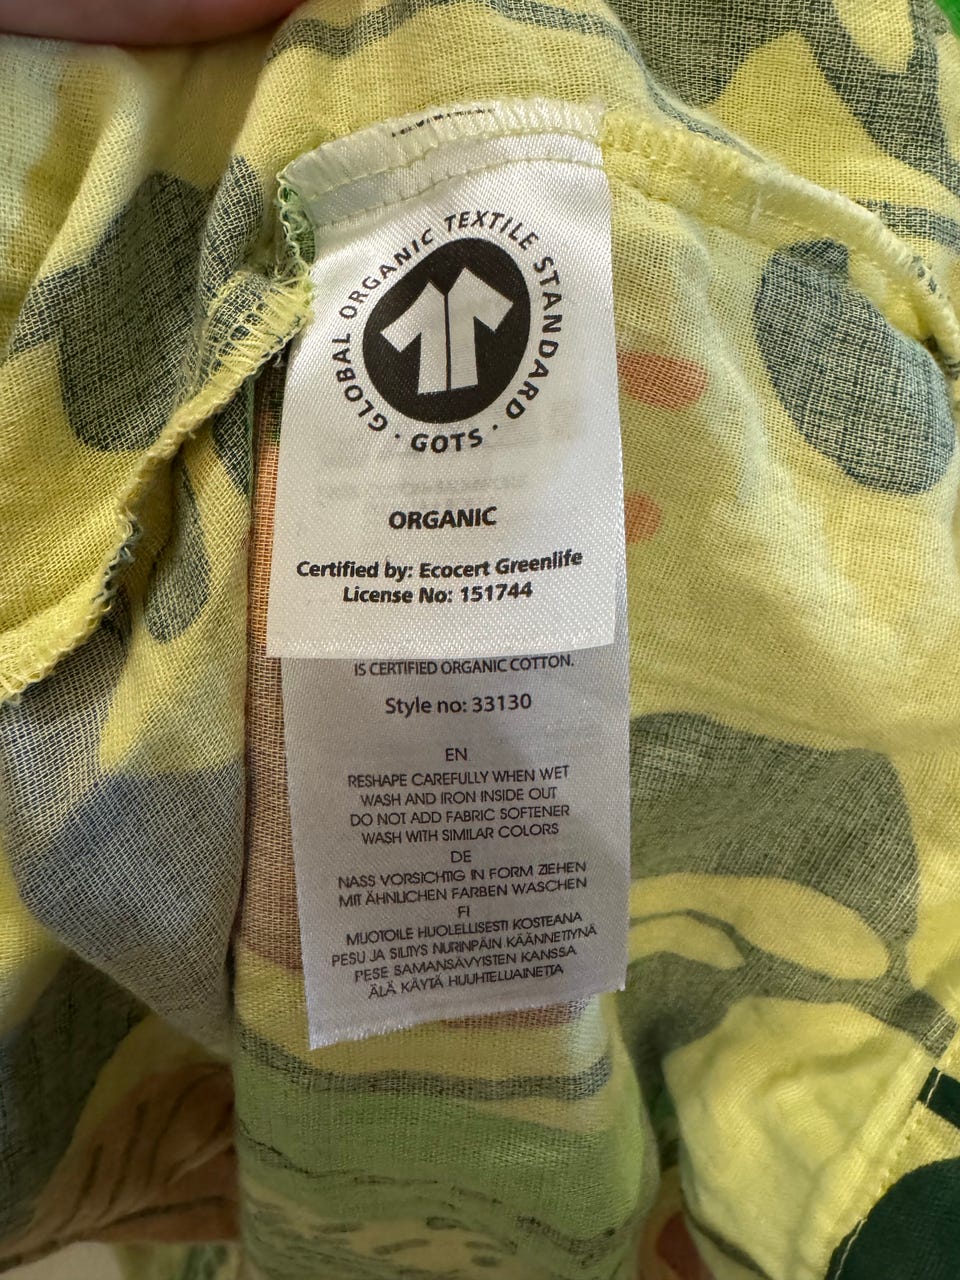 GLOBAL ORGANIC TEXTILE STANDARD · GOTS ·
ORGANIC
Certified by: Ecocert Greenlife
License No: 151744
IS CERTIFIED ORGANIC COTTON.
Style no: 33130
EN
RESHAPE CAREFULLY WHEN WET
WASH AND IRON INSIDE OUT
DO NOT ADD FABRIC SOFTENER
WASH WITH SIMILAR COLORS
DE
NASS VORSICHTIG IN FORM ZIEHEN
MIT ÄHNLICHEN FARBEN WASCHEN
FI
MUOTOILE HUOLELLISESTI KOSTEANA
PESU JA SILITYS NURINPÄIN KÄÄNNETTYNÄ
PESE SAMANSÄVYISTEN KANSSA
ÄLÄ KÄYTÄ HUUHTELUAINETTA